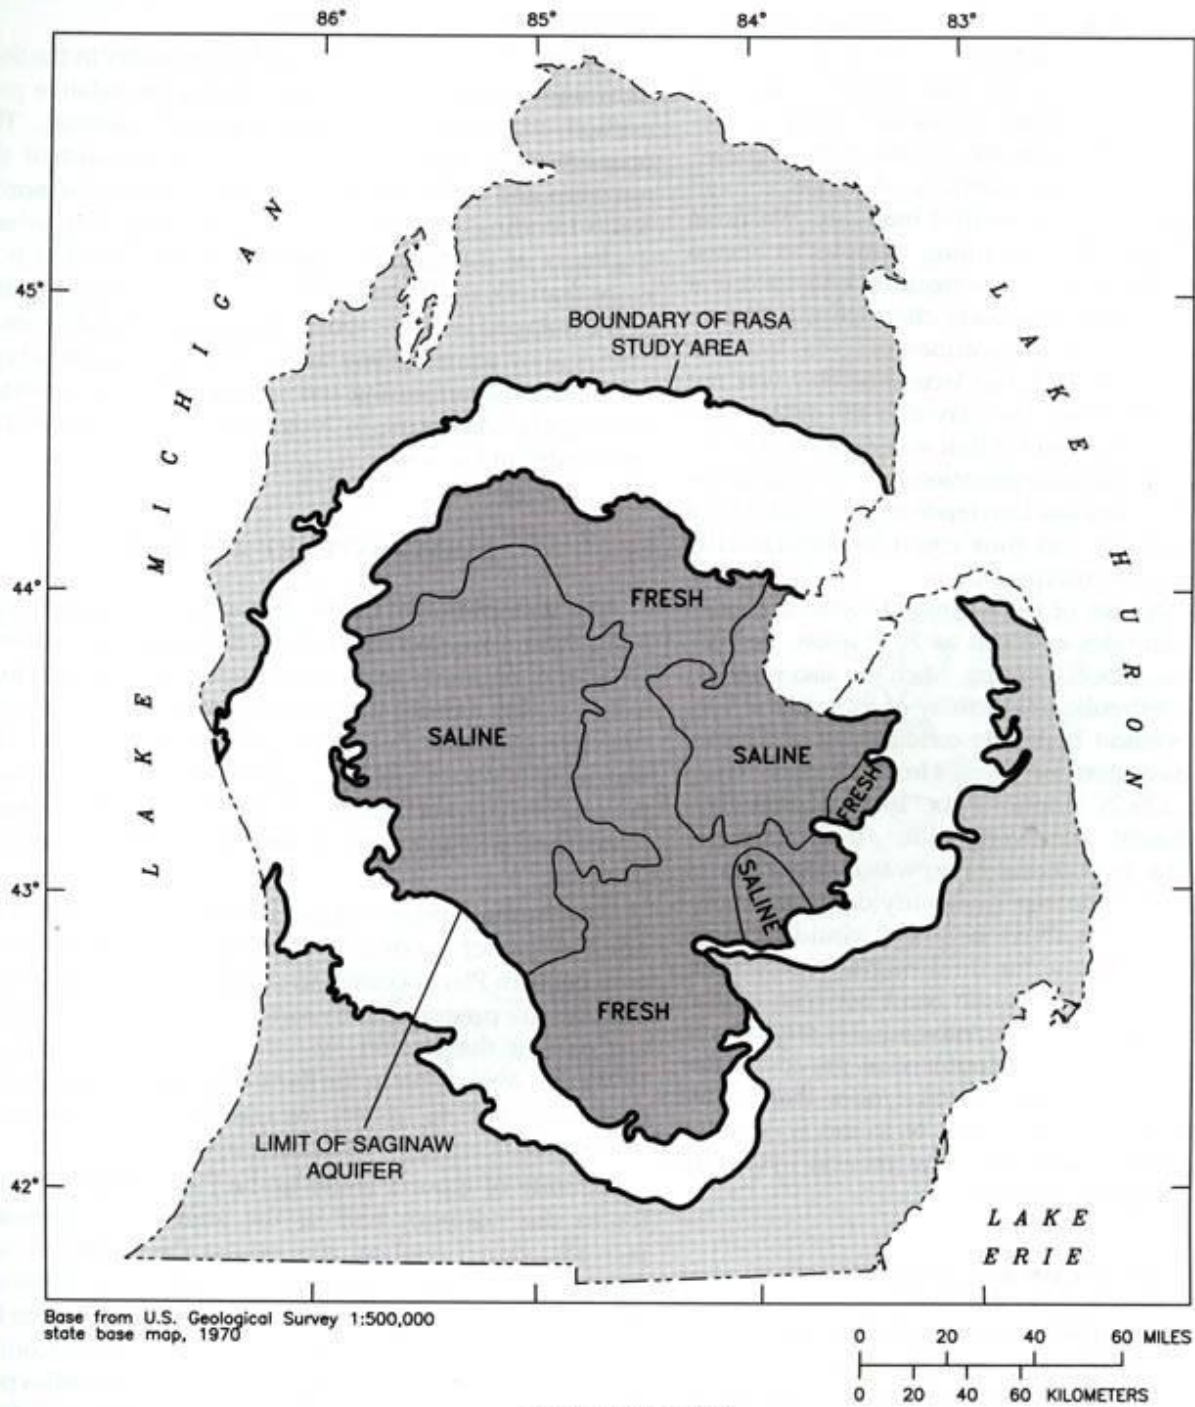 86° 85° 84° 83°
LAKE MICHIGAN
45°
LAKE HURON
BOUNDARY OF RASA
STUDY AREA
44°
FRESH
SALINE
SALINE
FRESH
43°
SALINE
FRESH
LIMIT OF SAGINAW
AQUIFER
42°
LAKE
ERIE
Base from U.S. Geological Survey 1:500,000
state base map, 1970
0 20 40 60 MILES
0 20 40 60 KILOMETERS